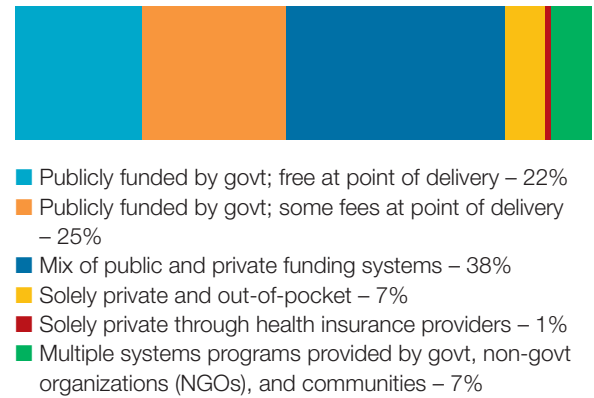 Publicly funded by govt; free at point of delivery – 22%
Publicly funded by govt; some fees at point of delivery
– 25%
Mix of public and private funding systems – 38%
Solely private and out-of-pocket – 7%
Solely private through health insurance providers – 1%
Multiple systems programs provided by govt, non-govt
organizations (NGOs), and communities – 7%